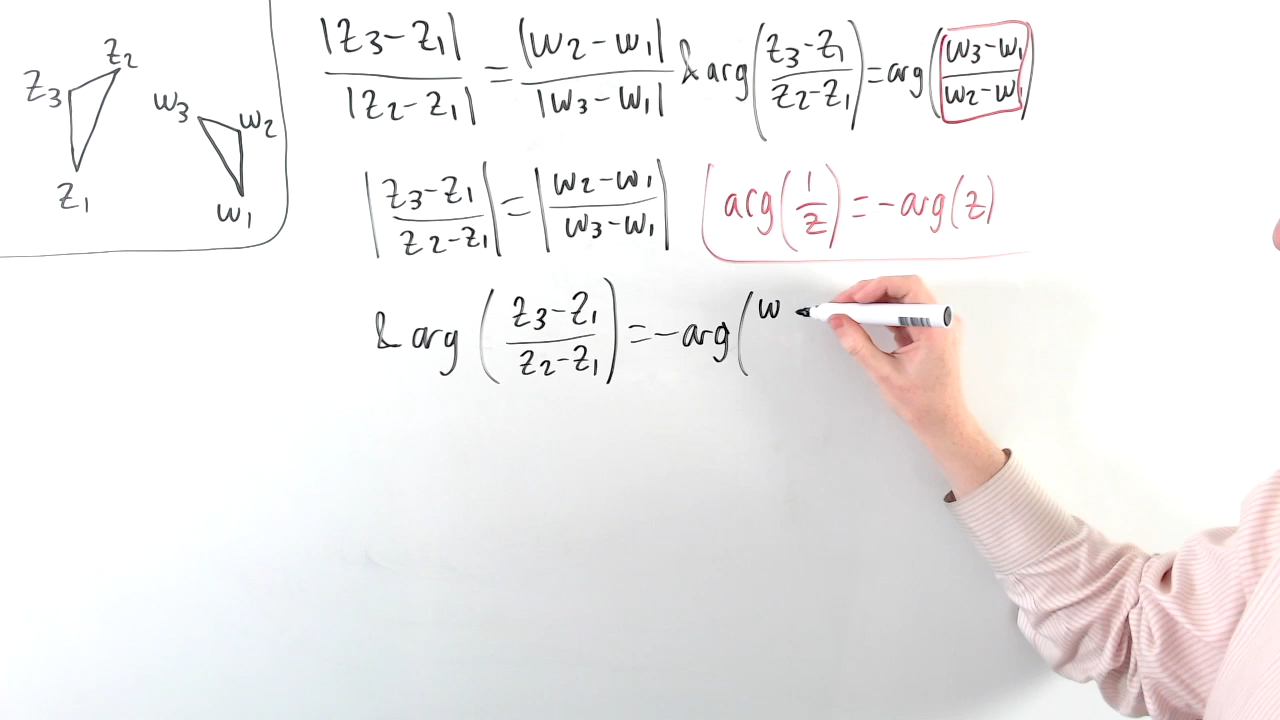 z₂
z₃
w₃
w₂
z₁
w₁
|z₃-z₁|/|z₂-z₁| = |w₂-w₁|/|w₃-w₁| & arg((z₃-z₁)/(z₂-z₁)) = arg((w₃-w₁)/(w₂-w₁))
|(z₃-z₁)/(z₂-z₁)| = |(w₂-w₁)/(w₃-w₁)|
arg(1/z) = -arg(z)
& arg((z₃-z₁)/(z₂-z₁)) = -arg(w